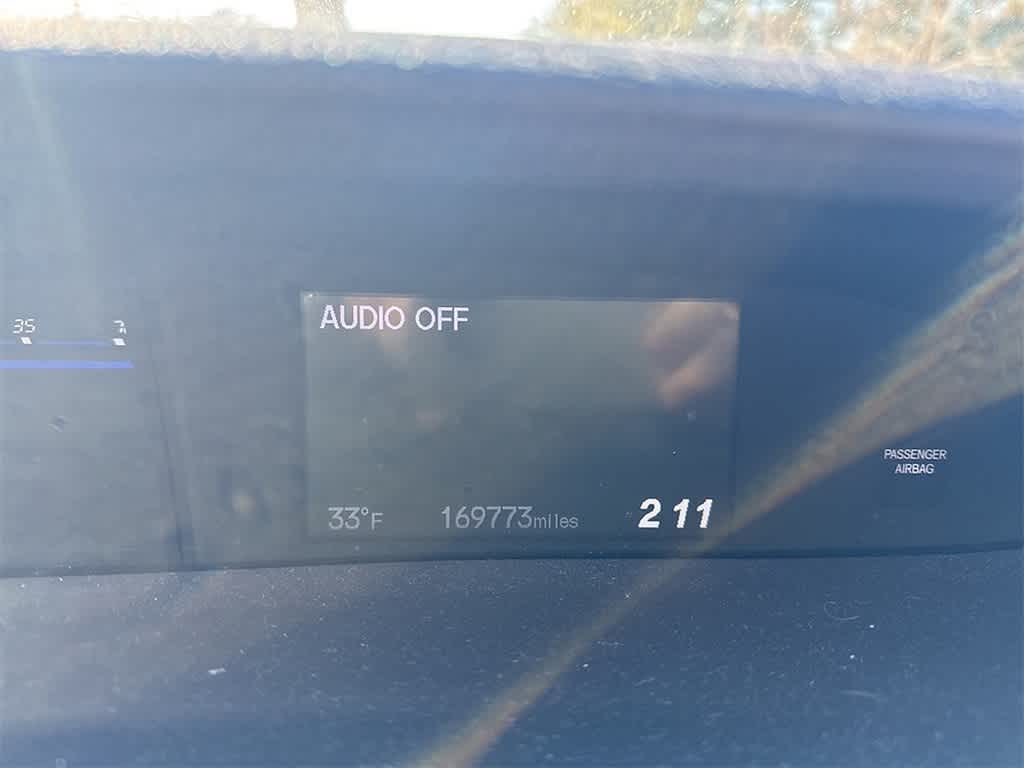 AUDIO OFF
35
33°F 169773miles 2 11
PASSENGER
AIRBAG